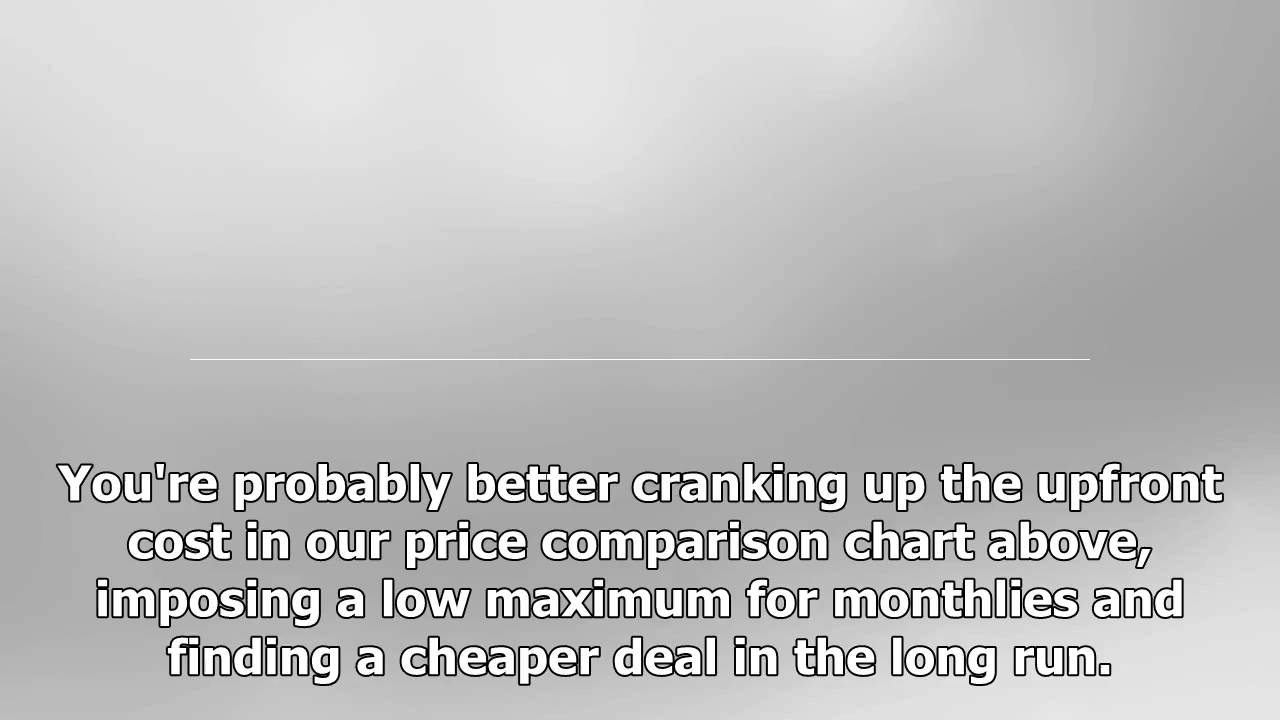 You're probably better cranking up the upfront
cost in our price comparison chart above,
imposing a low maximum for monthlies and
finding a cheaper deal in the long run.